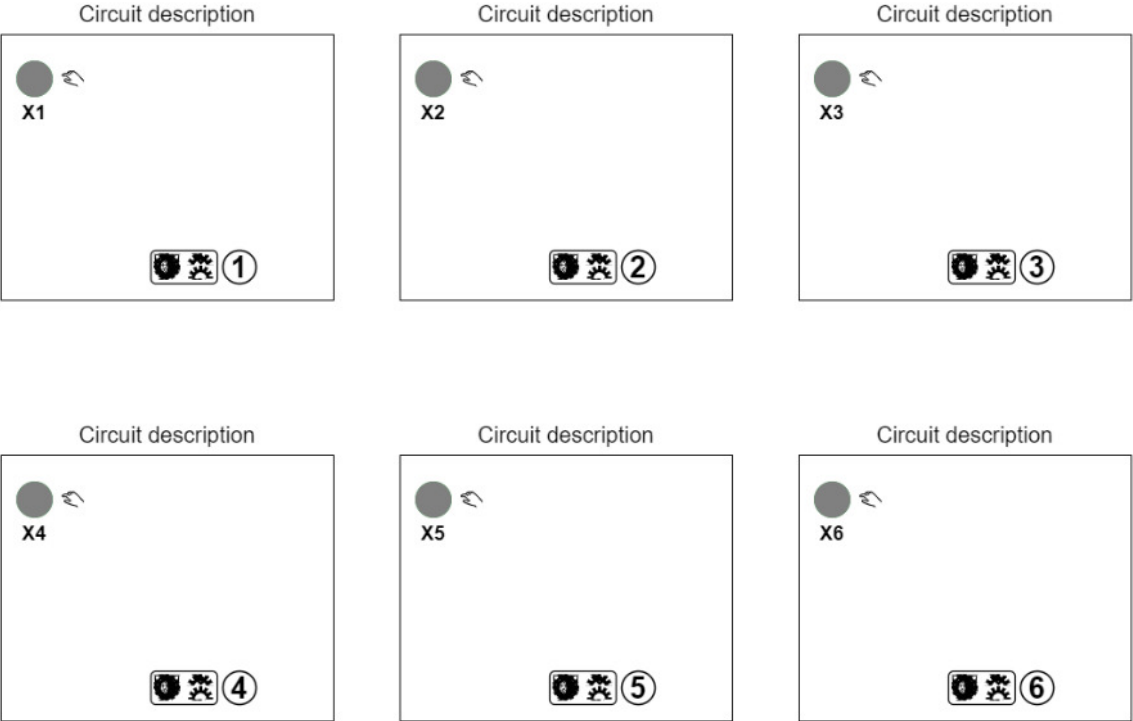 Circuit description Circuit description Circuit description
X1 X2 X3
1 2 3
Circuit description Circuit description Circuit description
X4 X5 X6
4 5 6